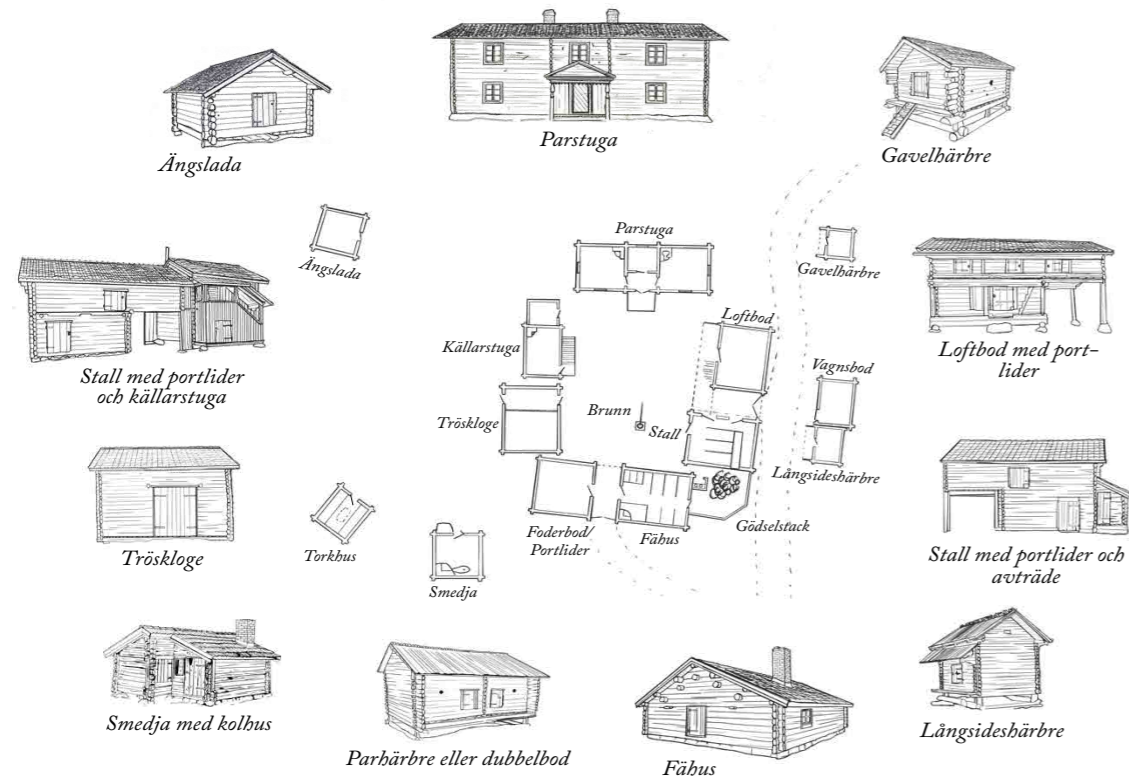 Ängslada
Parstuga
Gavelhärbre
Parstuga
Ängslada
Gavelhärbre
Loftbod
Källarstuga
Stall med portlider
och källarstuga
Loftbod med port-
lider
Vagnsbod
Brunn
Tröskloge
Stall
Långsideshärbre
Gödselstack
Foderbod/
Portlider
Fähus
Torkhus
Smedja
Tröskloge
Stall med portlider och
avträde
Smedja med kolhus
Parhärbre eller dubbelbod
Fähus
Långsideshärbre